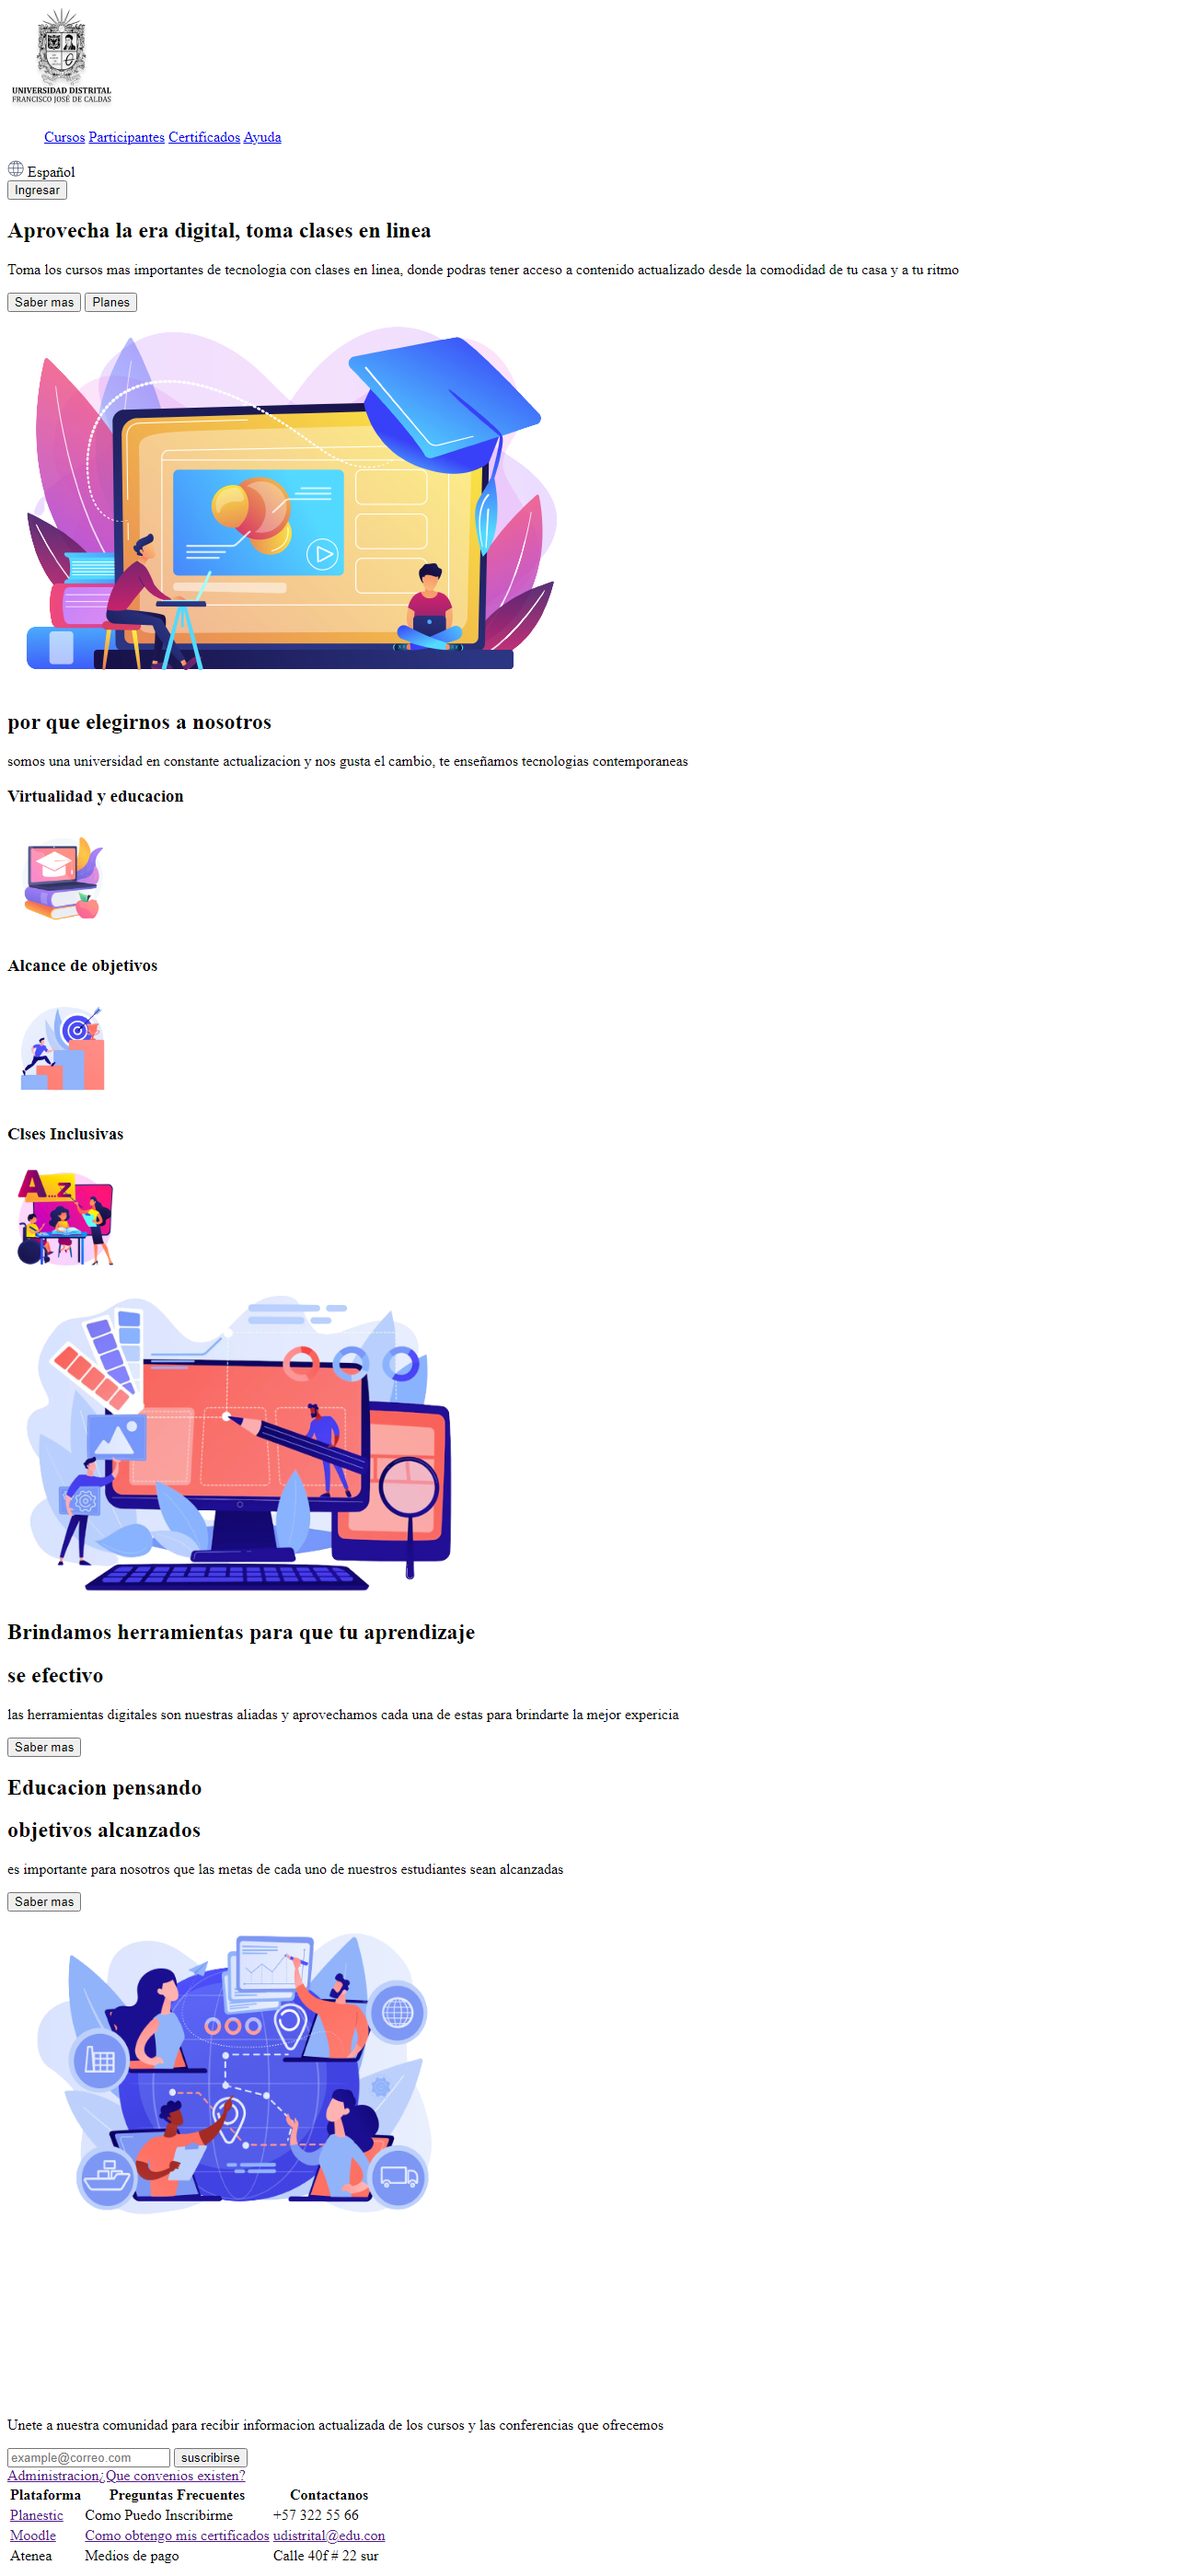 UNIVERSIDAD DISTRITAL
FRANCISCO JOSÉ DE CALDAS
Cursos Participantes Certificados Ayuda
Español
Ingresar
Aprovecha la era digital, toma clases en linea
Toma los cursos mas importantes de tecnologia con clases en linea, donde podras tener acceso a contenido actualizado desde la comodidad de tu casa y a tu ritmo
Saber mas Planes
por que elegirnos a nosotros
somos una universidad en constante actualizacion y nos gusta el cambio, te enseñamos tecnologias contemporaneas
Virtualidad y educacion
Alcance de objetivos
Clses Inclusivas
A...Z
Brindamos herramientas para que tu aprendizaje
se efectivo
las herramientas digitales son nuestras aliadas y aprovechamos cada una de estas para brindarte la mejor expericia
Saber mas
Educacion pensando
objetivos alcanzados
es importante para nosotros que las metas de cada uno de nuestros estudiantes sean alcanzadas
Saber mas
Unete a nuestra comunidad para recibir informacion actualizada de los cursos y las conferencias que ofrecemos
example@correo.com suscribirse
Administracion¿Que convenios existen?
Plataforma Preguntas Frecuentes Contactanos
Planestic Como Puedo Inscribirme +57 322 55 66
Moodle Como obtengo mis certificados udistrital@edu.con
Atenea Medios de pago Calle 40f # 22 sur